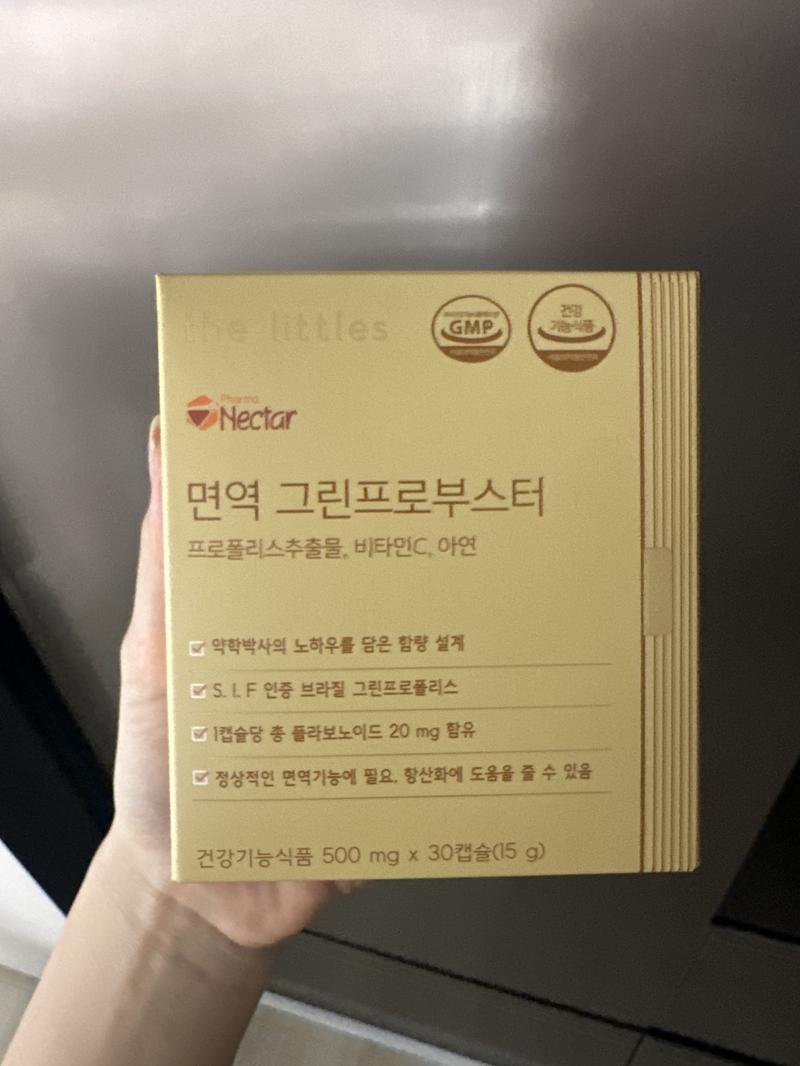 the littles
GMP
건강
기능식품
Pharma
Nectar
면역 그린프로부스터
프로폴리스추출물, 비타민C, 아연
약학박사의 노하우를 담은 함량 설계
S. I. F 인증 브라질 그린프로폴리스
1캡슐당 총 플라보노이드 20 mg 함유
정상적인 면역기능에 필요, 항산화에 도움을 줄 수 있음
건강기능식품 500 mg x 30캡슐(15 g)